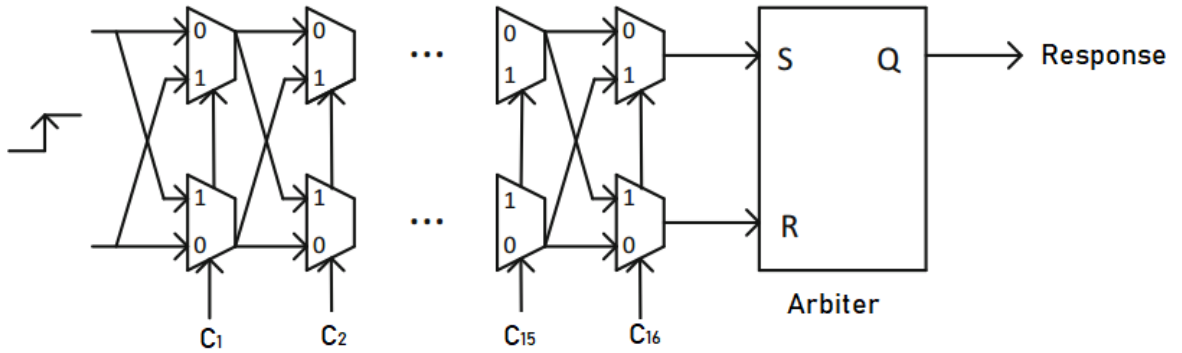 0 0 ... 0 0
1 1 1 1
S Q Response
1 1 ... 1 1
0 0 0 0
R
Arbiter
C1 C2 C15 C16